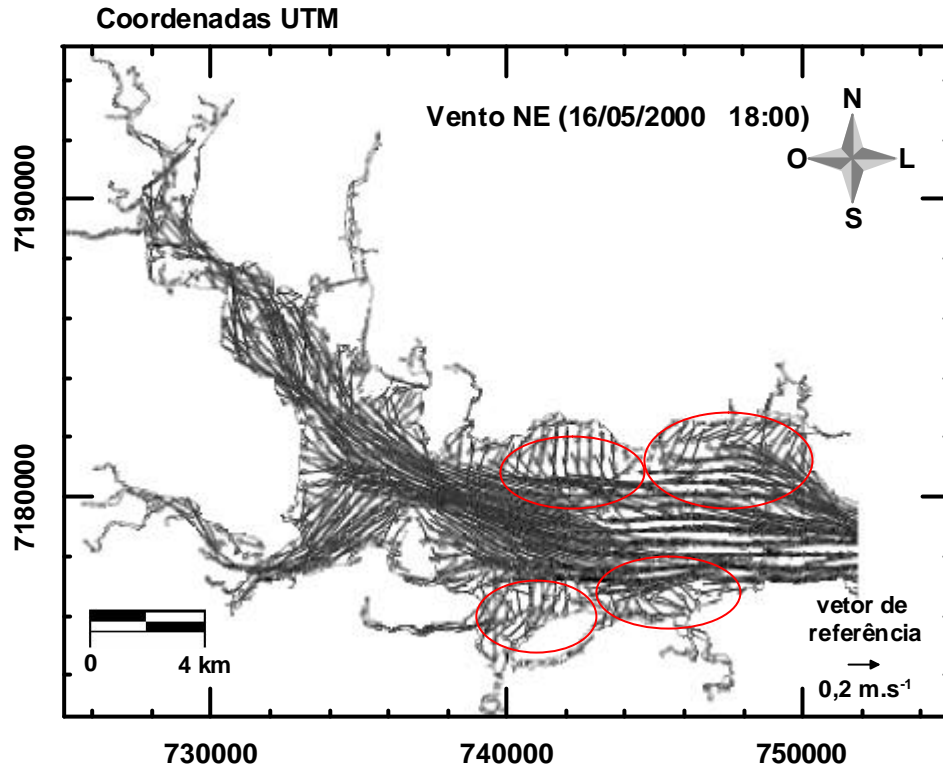 Coordenadas UTM
Vento NE (16/05/2000 18:00)
N
O
L
S
7190000
7180000
0
4 km
vetor de
referência
0,2 m.s⁻¹
730000
740000
750000